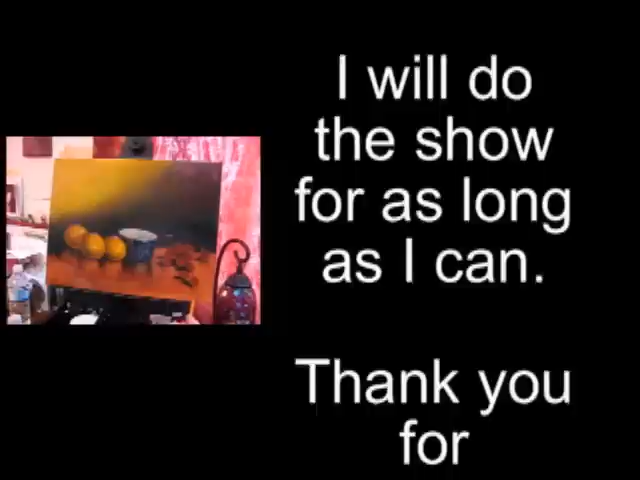 I will do
the show
for as long
as I can.
Thank you
for